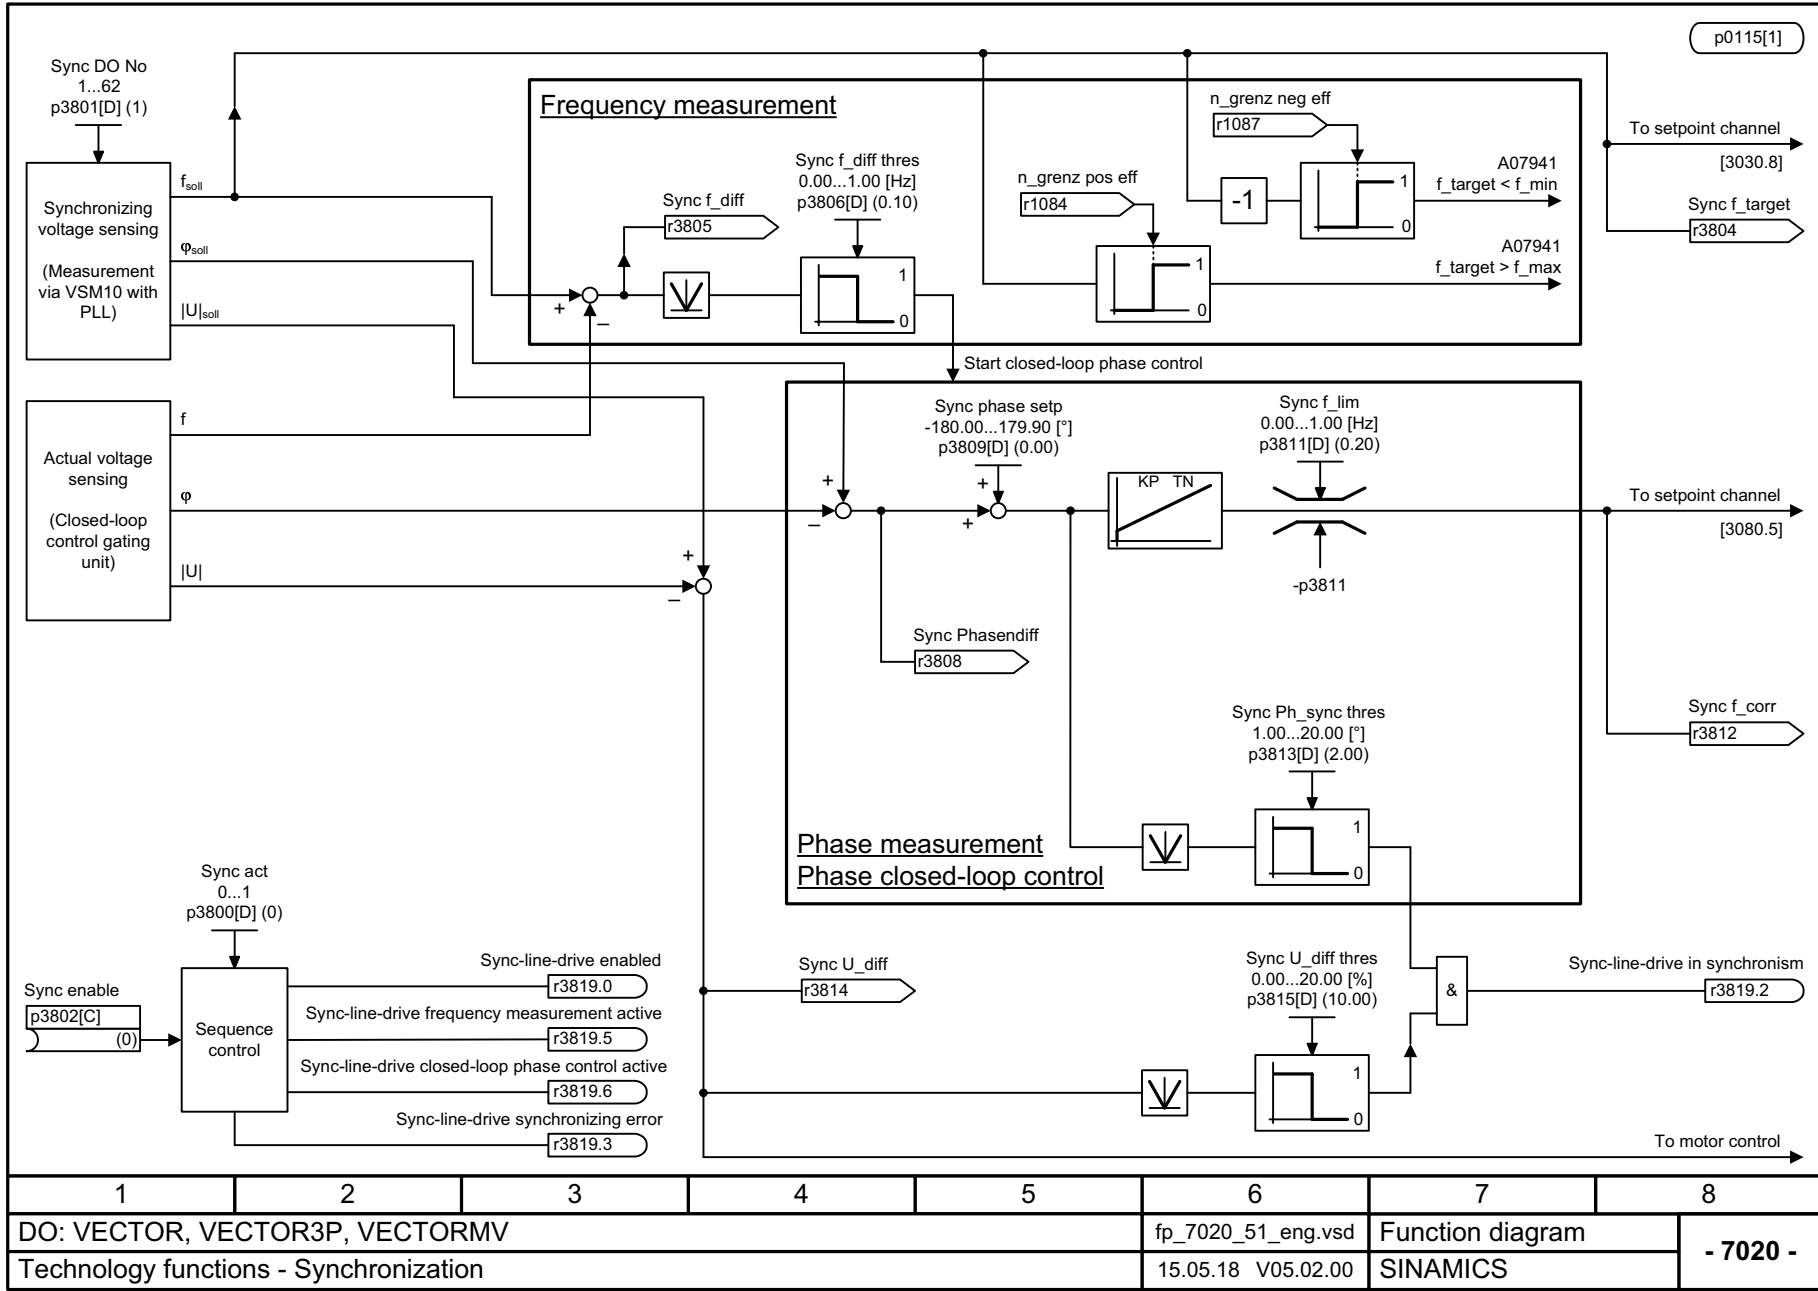 p0115[1]
Sync DO No
1...62
p3801[D] (1)
Synchronizing
voltage sensing
(Measurement
via VSM10 with
PLL)
fsoll
φsoll
|U|soll
Frequency measurement
Sync f_diff
r3805
Sync f_diff thres
0.00...1.00 [Hz]
p3806[D] (0.10)
1
0
+
–
n_grenz pos eff
r1084
1
0
n_grenz neg eff
r1087
-1
1
0
A07941
f_target < f_min
A07941
f_target > f_max
To setpoint channel
[3030.8]
Sync f_target
r3804
Start closed-loop phase control
Actual voltage
sensing
(Closed-loop
control gating
unit)
f
φ
|U|
+
–
+
–
Sync phase setp
-180.00...179.90 [°]
p3809[D] (0.00)
+
+
KP TN
Sync f_lim
0.00...1.00 [Hz]
p3811[D] (0.20)
-p3811
To setpoint channel
[3080.5]
Sync Phasendiff
r3808
Sync f_corr
r3812
Sync Ph_sync thres
1.00...20.00 [°]
p3813[D] (2.00)
1
0
Phase measurement
Phase closed-loop control
Sync act
0...1
p3800[D] (0)
Sync enable
p3802[C]
(0)
Sequence
control
Sync-line-drive enabled
r3819.0
Sync-line-drive frequency measurement active
r3819.5
Sync-line-drive closed-loop phase control active
r3819.6
Sync-line-drive synchronizing error
r3819.3
Sync U_diff
r3814
Sync U_diff thres
0.00...20.00 [%]
p3815[D] (10.00)
1
0
&
Sync-line-drive in synchronism
r3819.2
To motor control
1 2 3 4 5 6 7 8
DO: VECTOR, VECTOR3P, VECTORMV
fp_7020_51_eng.vsd
Function diagram
- 7020 -
Technology functions - Synchronization
15.05.18 V05.02.00
SINAMICS